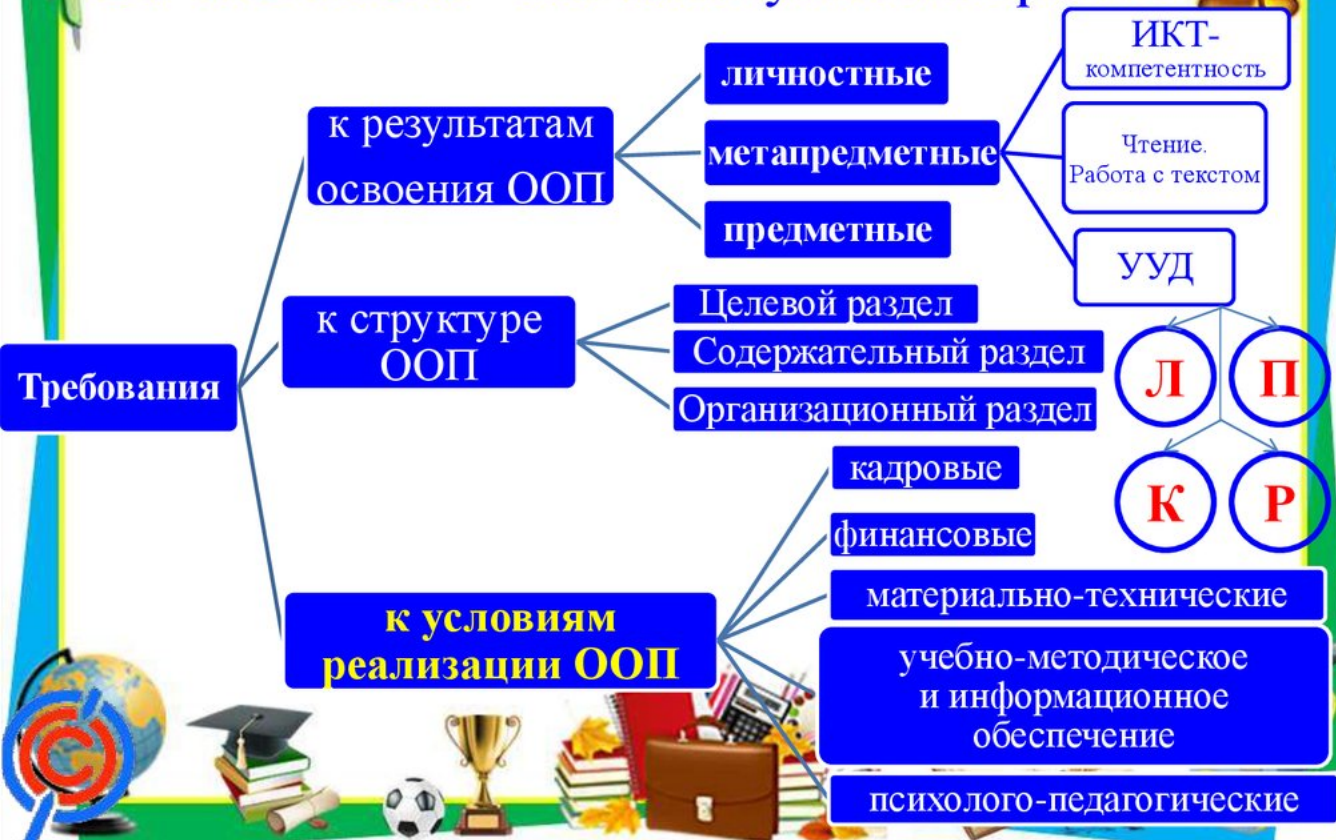 Требования
к результатам
освоения ООП
личностные
метапредметные
предметные
ИКТ-
компетентность
Чтение.
Работа с текстом
УУД
Л
П
К
Р
к структуре
ООП
Целевой раздел
Содержательный раздел
Организационный раздел
к условиям
реализации ООП
кадровые
финансовые
материально-технические
учебно-методическое
и информационное
обеспечение
психолого-педагогические
С